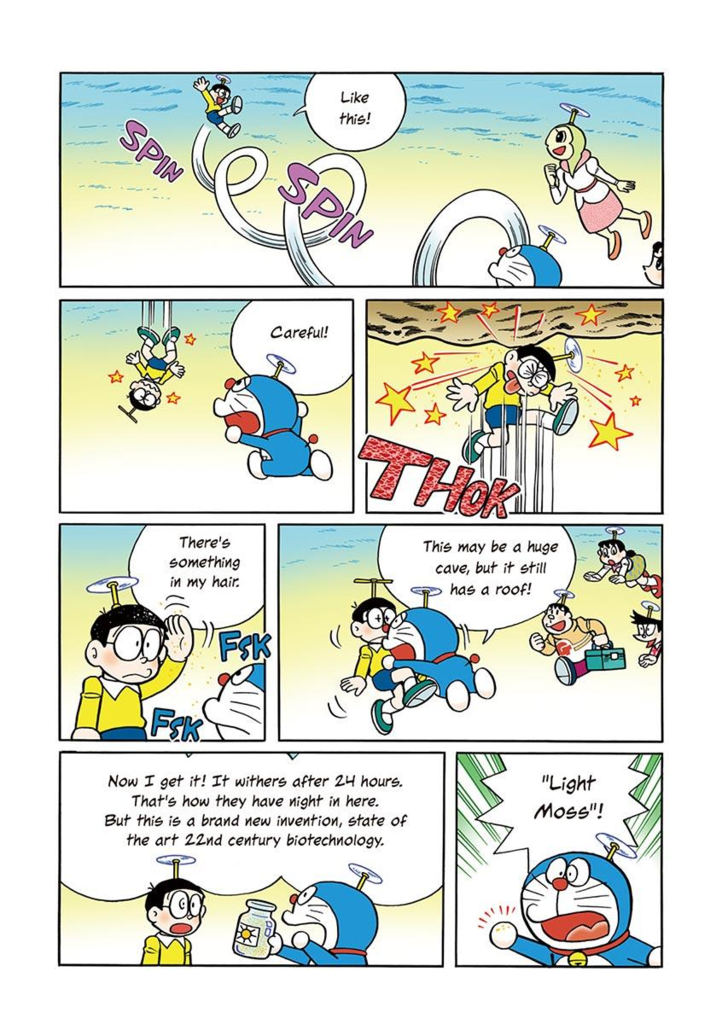 Like
this!
SPIN
SPIN
THOK
Careful!
This may be a huge
cave, but it still
has a roof!
There's
something
in my hair.
FSK
FSK
"Light
Moss"!
Now I get it! It withers after 24 hours.
That's how they have night in here.
But this is a brand new invention, state of
the art 22nd century biotechnology.